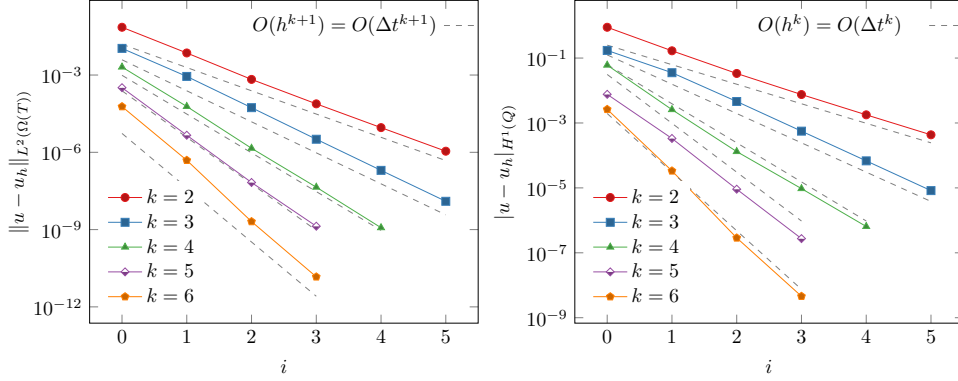 O(h^{k+1}) = O(Δt^{k+1})
10^{−3}
10^{−6}
10^{−9}
10^{−12}
‖u − u_h‖_{L^2(Ω(T))}
k = 2
k = 3
k = 4
k = 5
k = 6
0 1 2 3 4 5
i
O(h^k) = O(Δt^k)
10^{−1}
10^{−3}
10^{−5}
10^{−7}
10^{−9}
|u − u_h|_{H^1(Q)}
k = 2
k = 3
k = 4
k = 5
k = 6
0 1 2 3 4 5
i